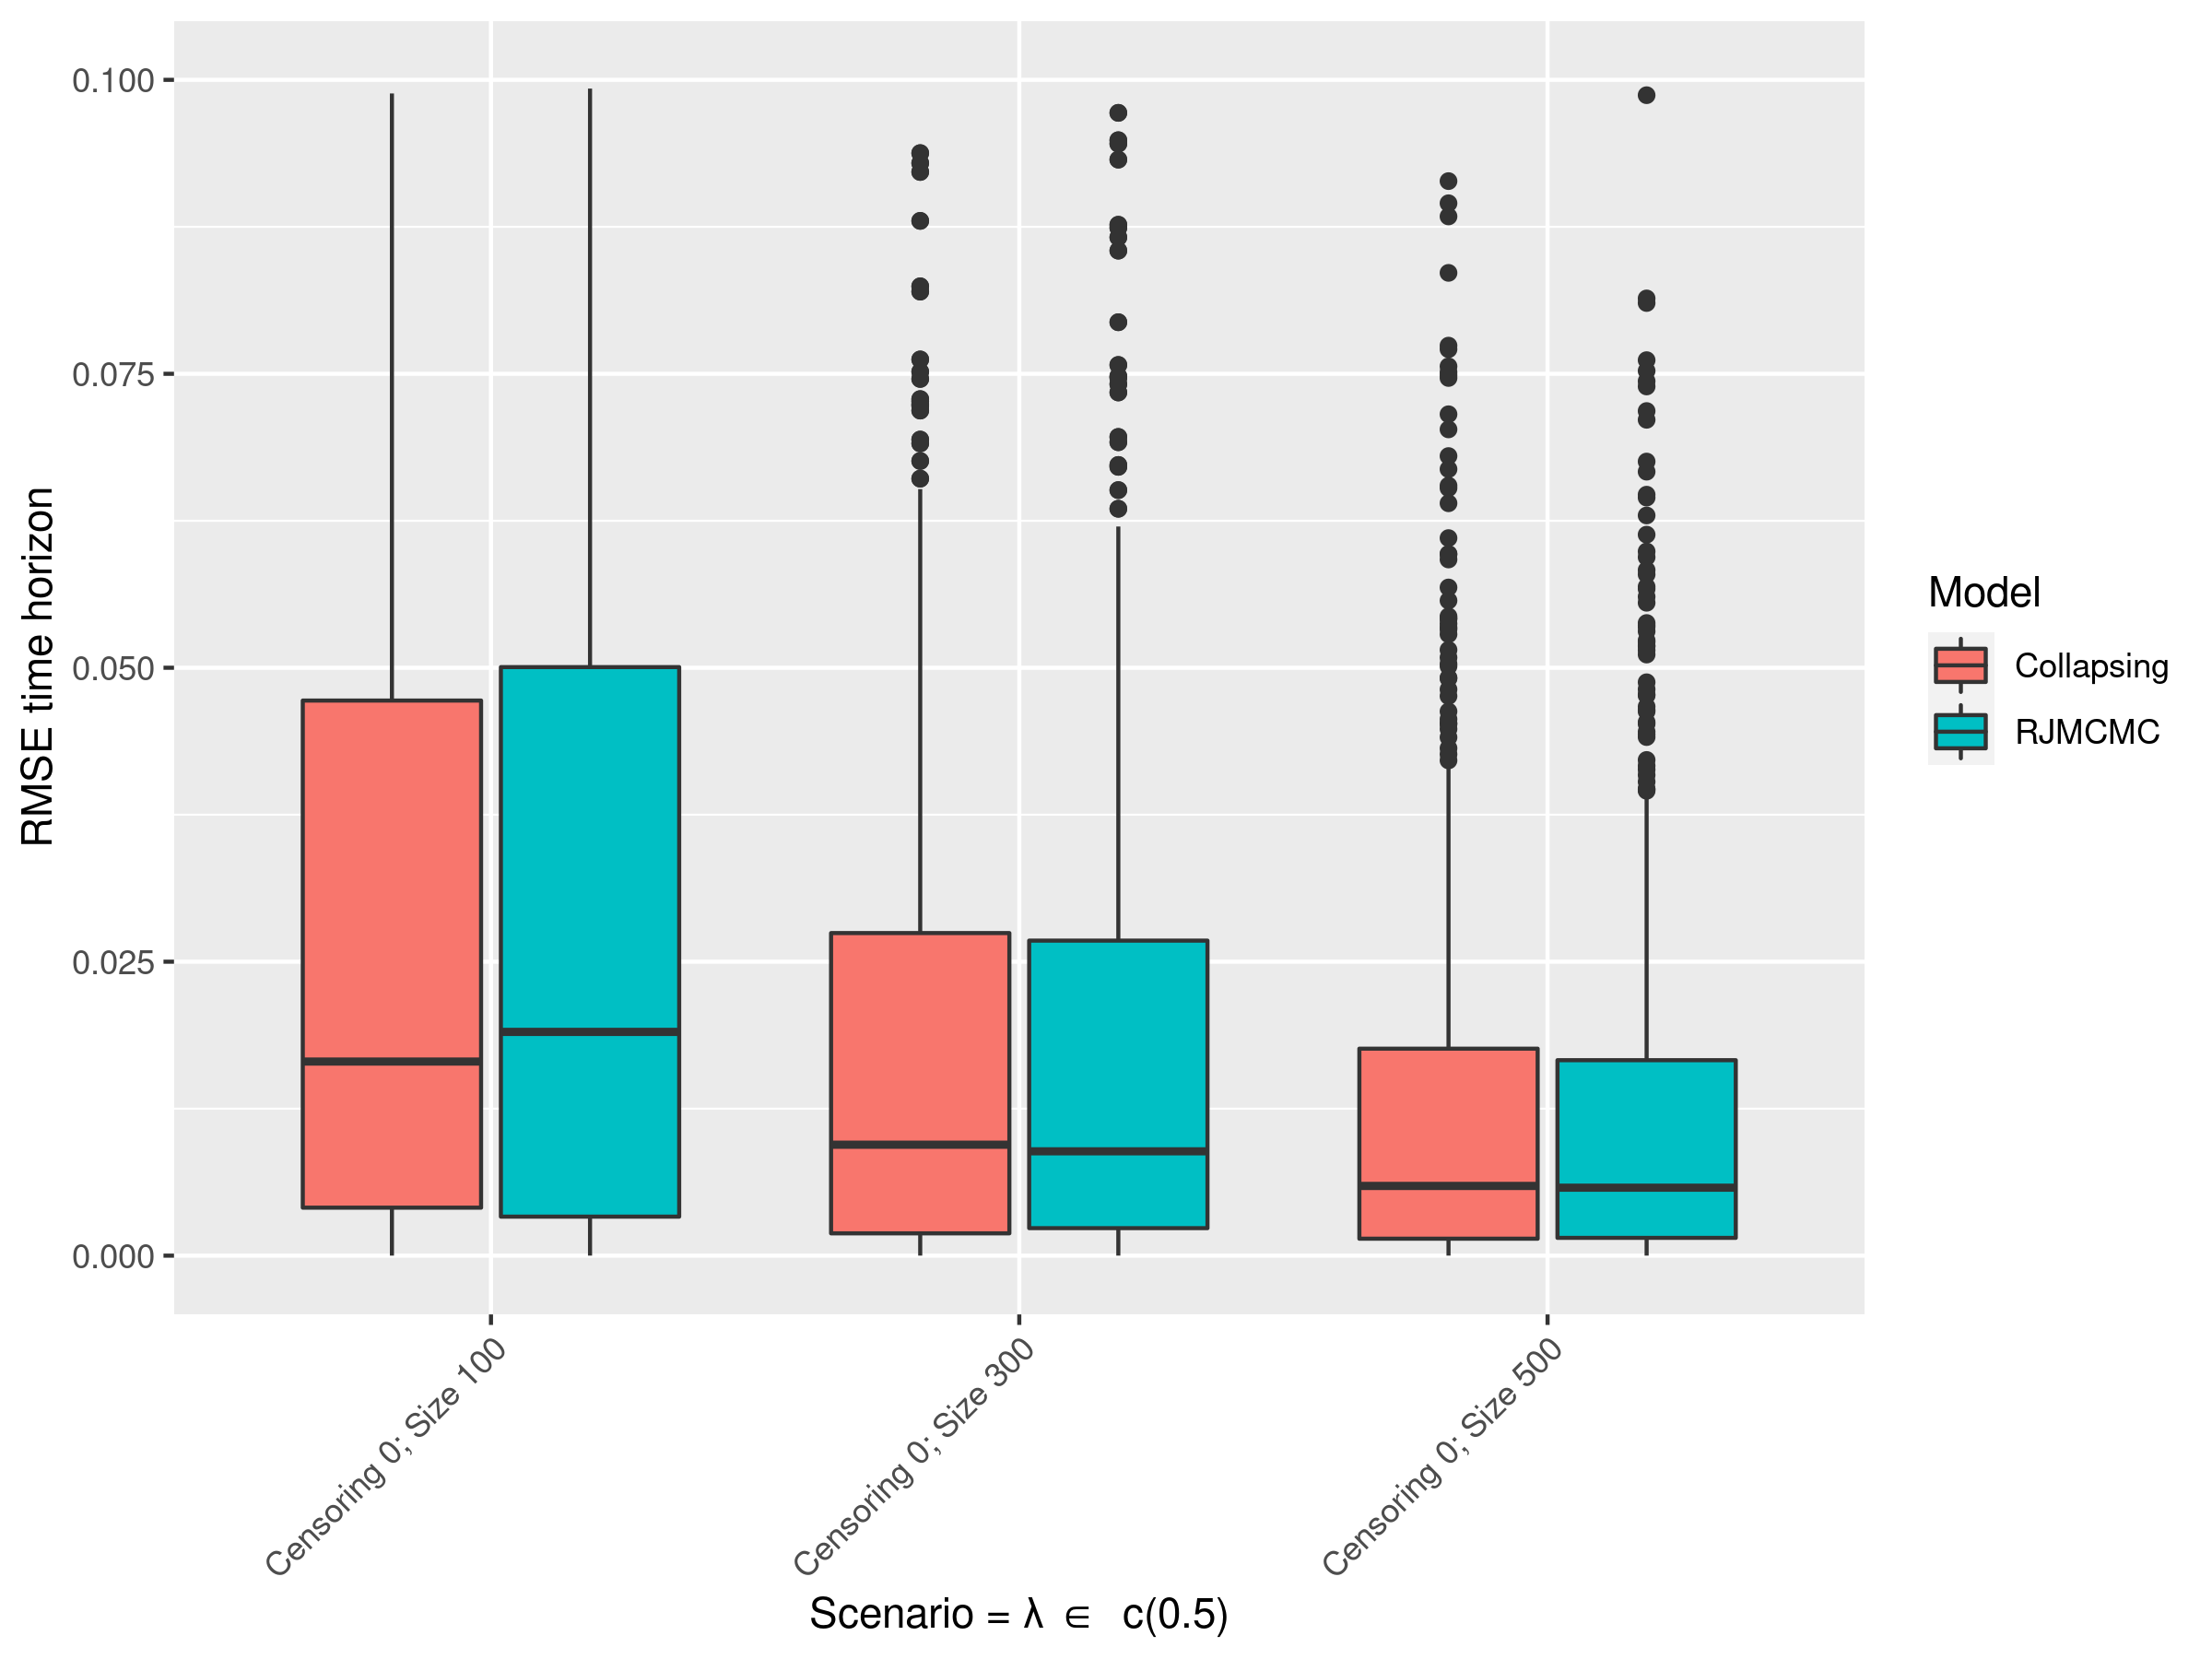 0.100
0.075
0.050
0.025
0.000
RMSE time horizon
Censoring 0; Size 100
Censoring 0; Size 300
Censoring 0; Size 500
Scenario = λ ∈ c(0.5)
Model
Collapsing
RJMCMC